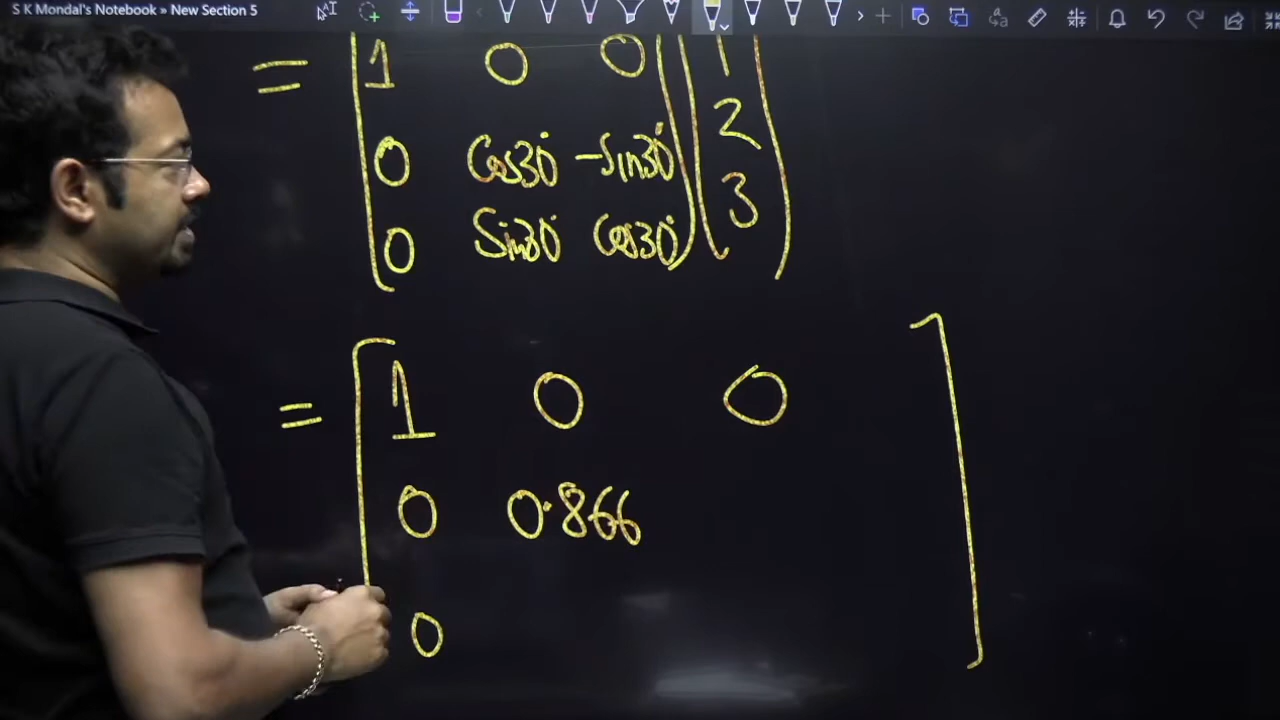 S K Mondal's Notebook » New Section 5
= [1 0 0] [1]
[0 Cos30° -Sin30°] [2]
[0 Sin30° Cos30°] [3]
= [1 0 0]
0 0.866
0